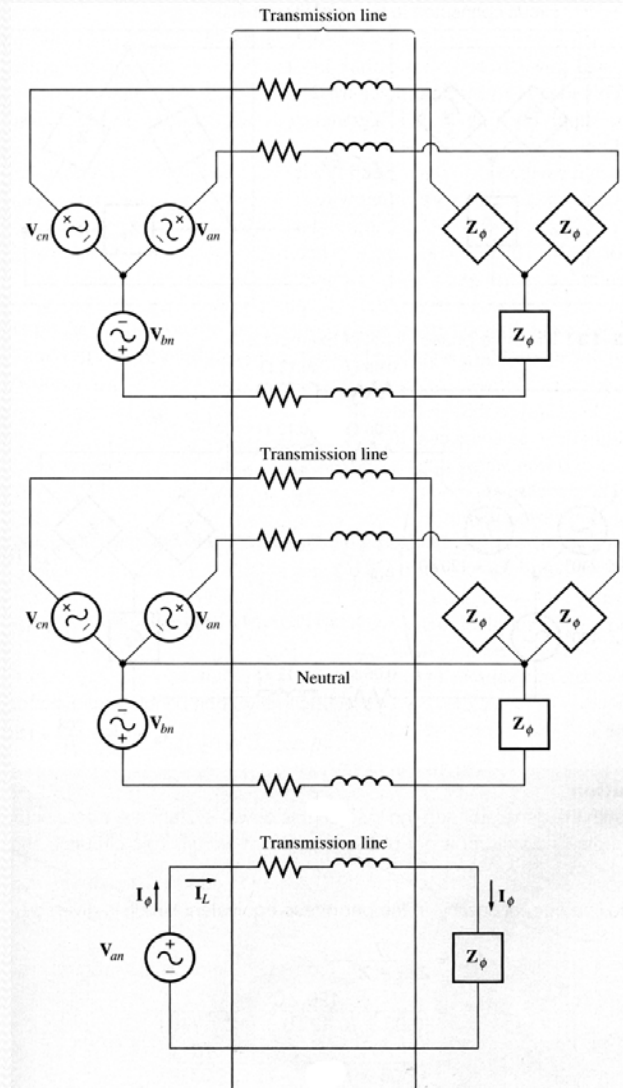 Transmission line
V_cn
V_an
Z_φ
Z_φ
V_bn
Z_φ
Transmission line
V_cn
V_an
Z_φ
Z_φ
Neutral
V_bn
Z_φ
Transmission line
I_φ
I_L
I_φ
V_an
Z_φ